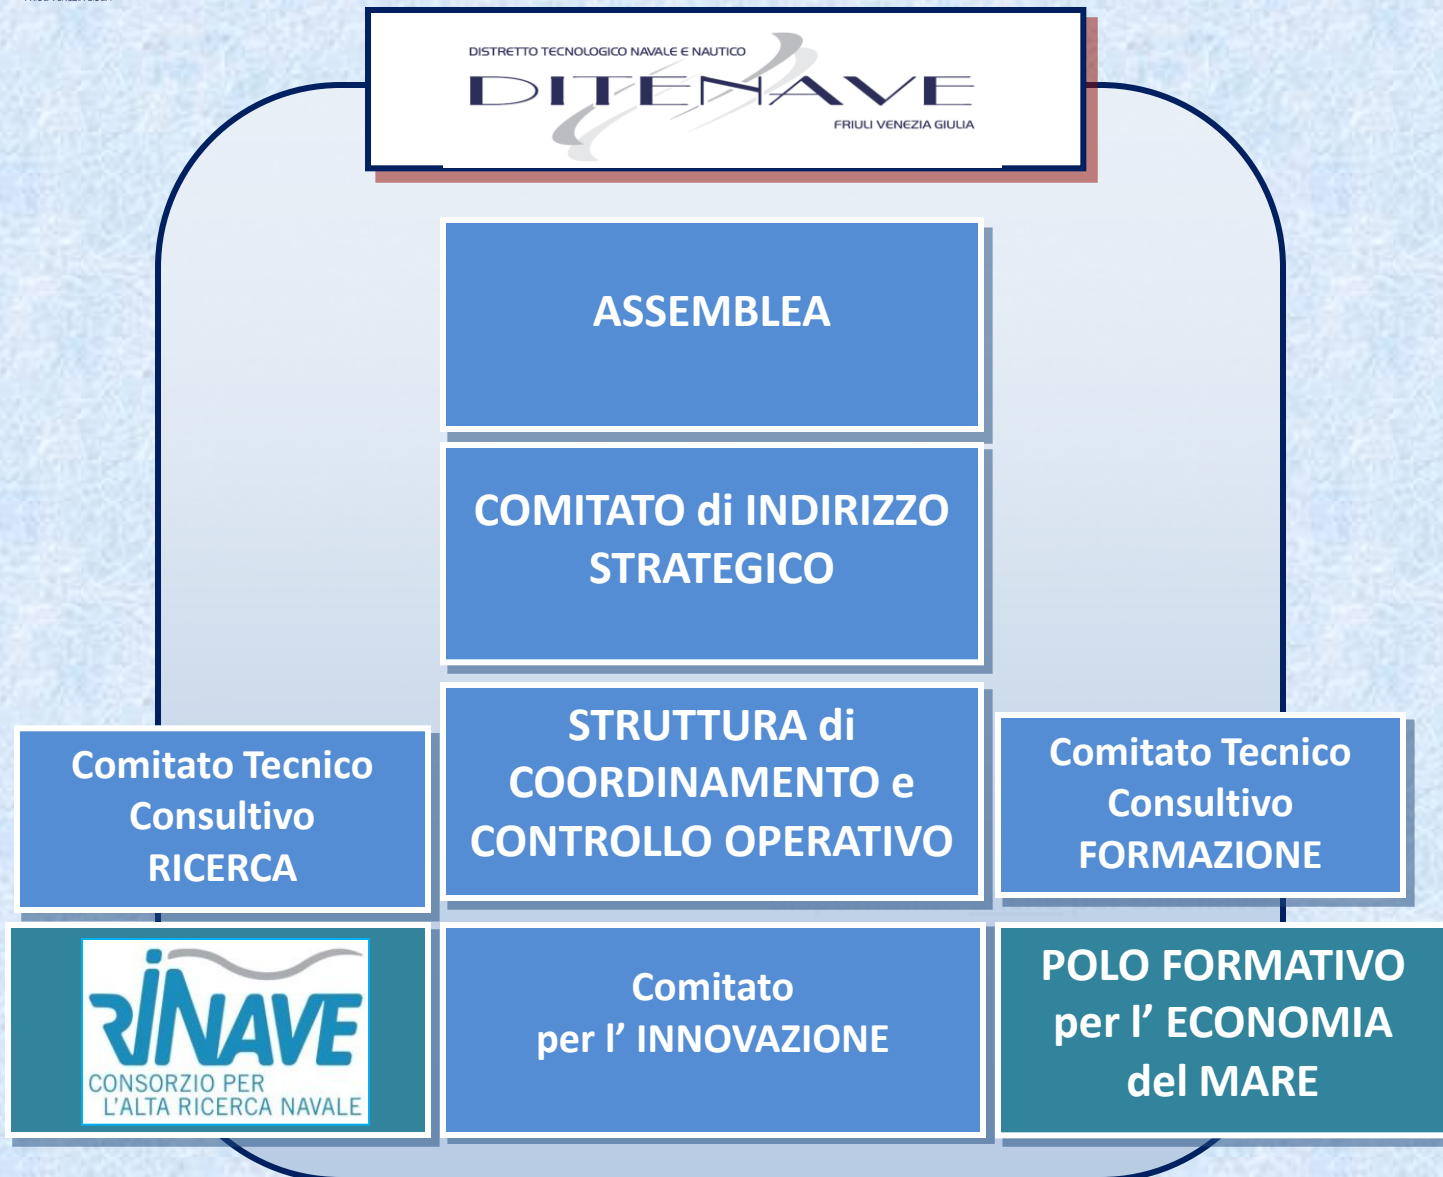 DISTRETTO TECNOLOGICO NAVALE E NAUTICO
DITENAVE
FRIULI VENEZIA GIULIA
ASSEMBLEA
COMITATO di INDIRIZZO
STRATEGICO
STRUTTURA di
COORDINAMENTO e
CONTROLLO OPERATIVO
Comitato Tecnico
Consultivo
RICERCA
Comitato Tecnico
Consultivo
FORMAZIONE
RINAVE
CONSORZIO PER
L'ALTA RICERCA NAVALE
Comitato
per l’ INNOVAZIONE
POLO FORMATIVO
per l’ ECONOMIA
del MARE